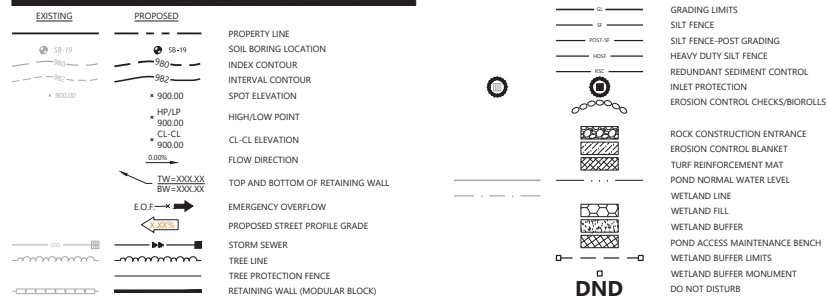 EXISTING PROPOSED
PROPERTY LINE
SB-19 SB-19 SOIL BORING LOCATION
980 980 INDEX CONTOUR
982 982 INTERVAL CONTOUR
900.00 900.00 SPOT ELEVATION
HP/LP
900.00
HIGH/LOW POINT
CL-CL
900.00
CL-CL ELEVATION
0.00% FLOW DIRECTION
TW=XXX.XX
BW=XXX.XX
TOP AND BOTTOM OF RETAINING WALL
E.O.F. EMERGENCY OVERFLOW
X.XX% PROPOSED STREET PROFILE GRADE
STO STORM SEWER
TREE LINE
TREE PROTECTION FENCE
RETAINING WALL (MODULAR BLOCK)
GL GRADING LIMITS
SF SILT FENCE
POST-SF SILT FENCE-POST GRADING
HDSF HEAVY DUTY SILT FENCE
RSC REDUNDANT SEDIMENT CONTROL
INLET PROTECTION
EROSION CONTROL CHECKS/BIOROLLS
ROCK CONSTRUCTION ENTRANCE
EROSION CONTROL BLANKET
TURF REINFORCEMENT MAT
POND NORMAL WATER LEVEL
WETLAND LINE
WETLAND FILL
WETLAND BUFFER
POND ACCESS MAINTENANCE BENCH
WETLAND BUFFER LIMITS
WETLAND BUFFER MONUMENT
DND DO NOT DISTURB